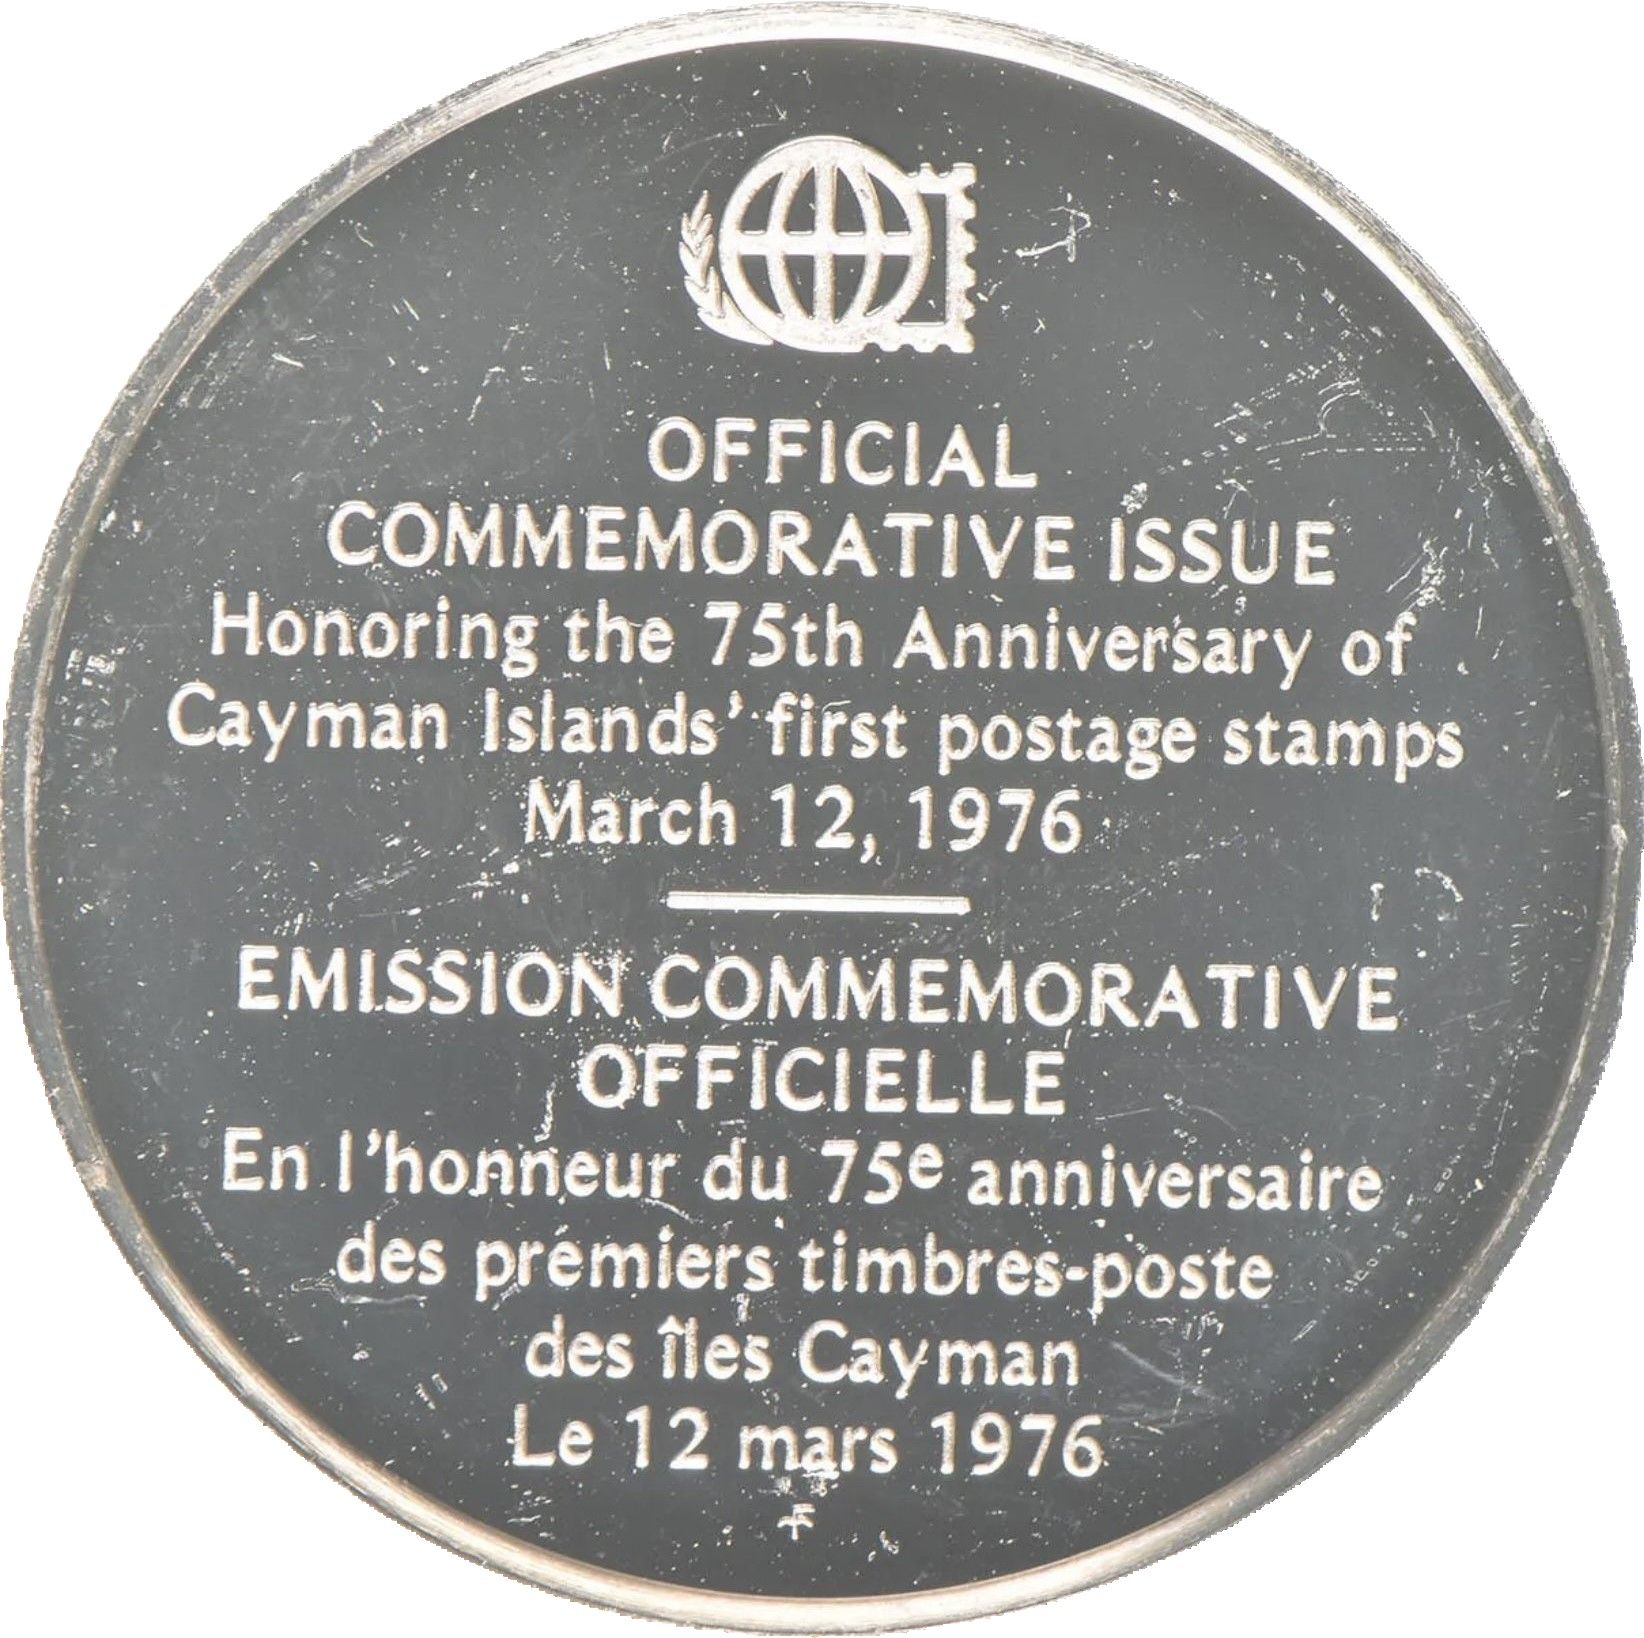 OFFICIAL
COMMEMORATIVE ISSUE
Honoring the 75th Anniversary of
Cayman Islands' first postage stamps
March 12, 1976
EMISSION COMMEMORATIVE
OFFICIELLE
En l'honneur du 75e anniversaire
des premiers timbres-poste
des îles Cayman
Le 12 mars 1976